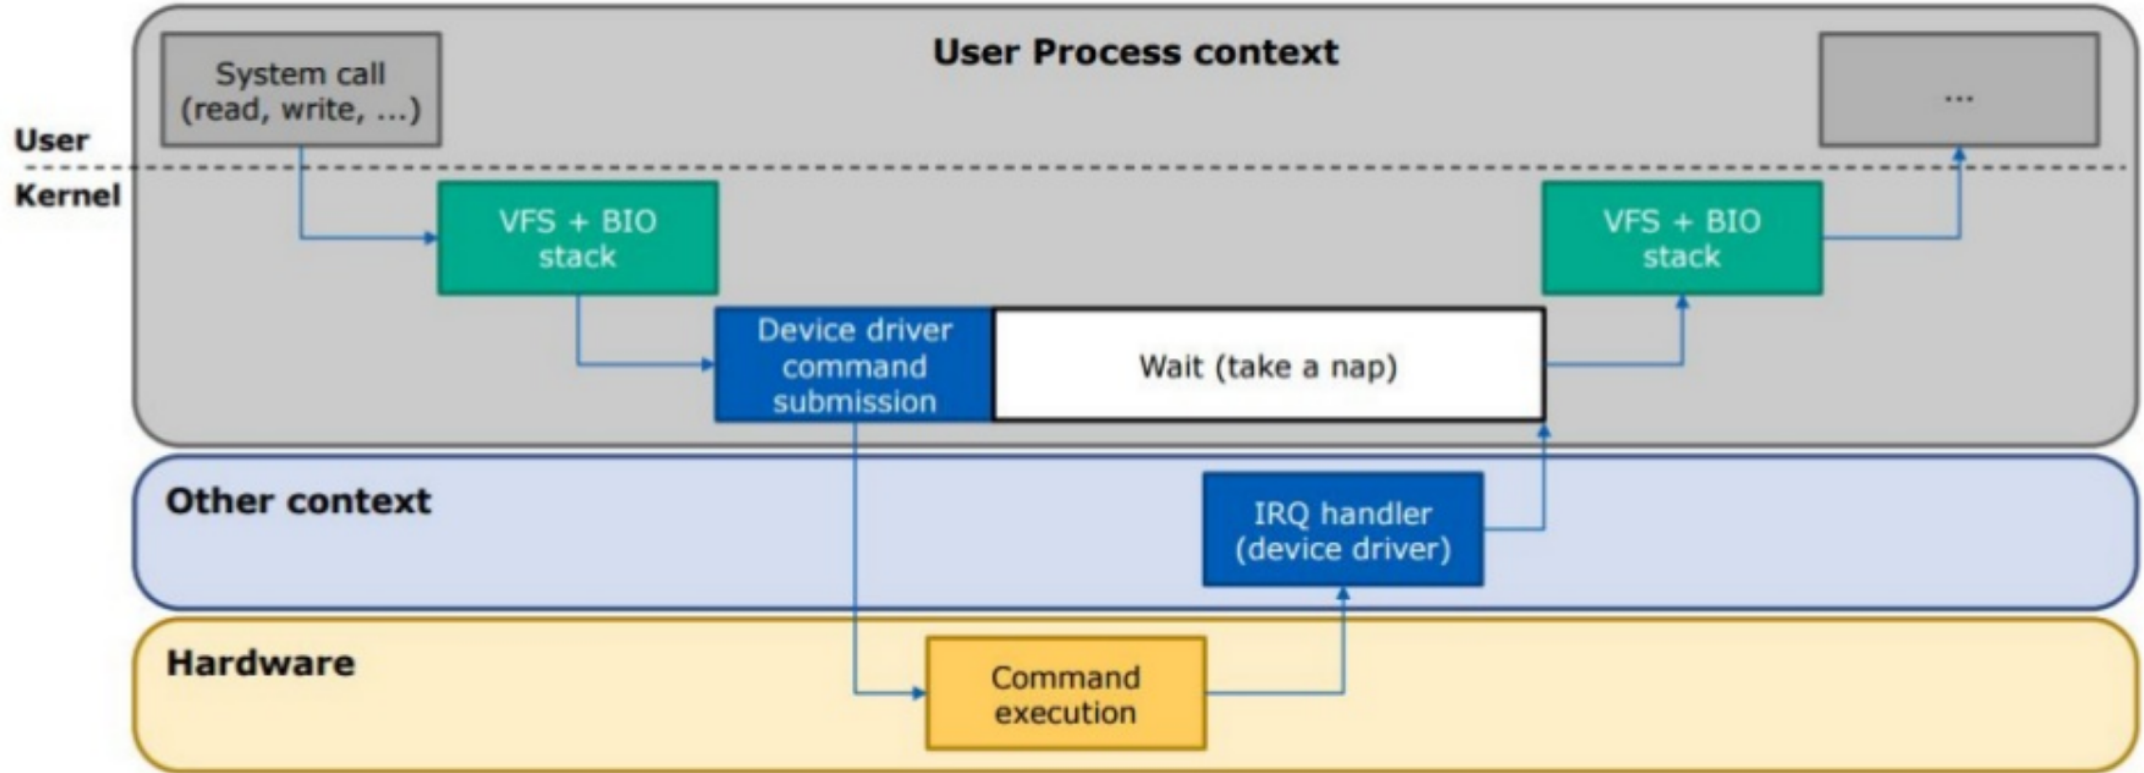 User Process context
System call
(read, write, ...)
...
User
Kernel
VFS + BIO
stack
VFS + BIO
stack
Device driver
command
submission
Wait (take a nap)
Other context
IRQ handler
(device driver)
Hardware
Command
execution